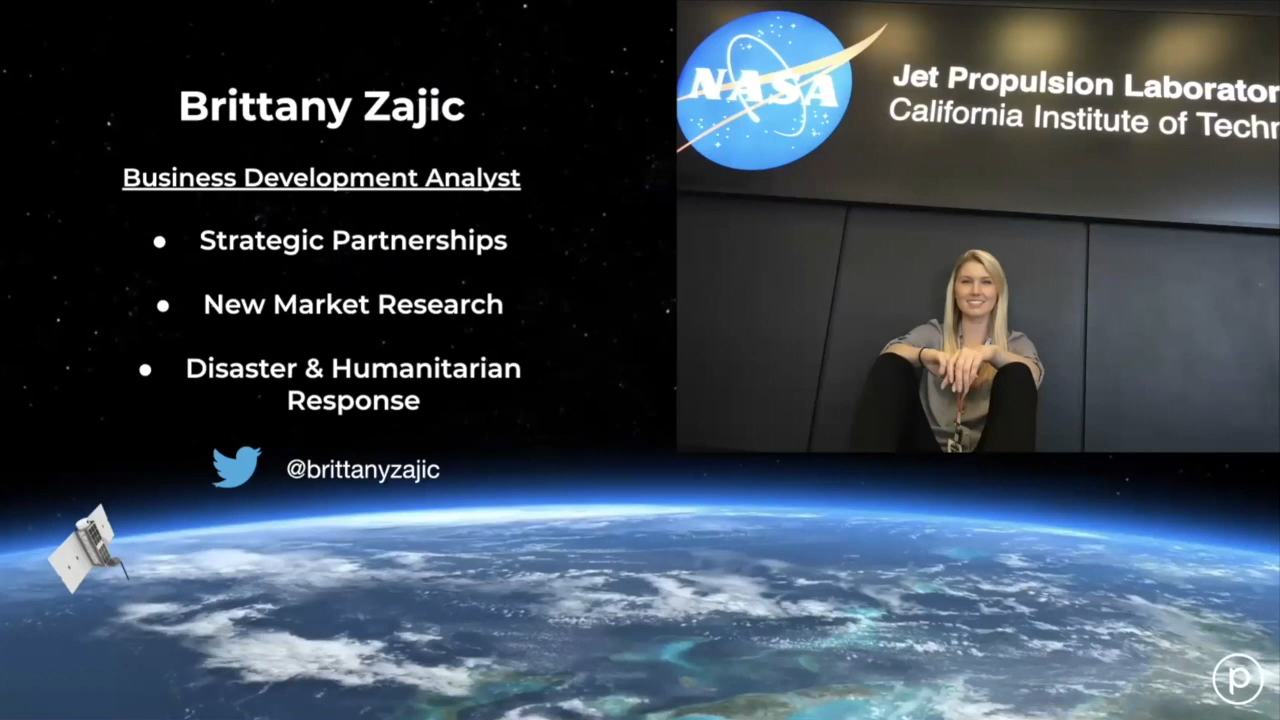 Brittany Zajic
Business Development Analyst
● Strategic Partnerships
● New Market Research
● Disaster & Humanitarian
Response
@brittanyzajic
NASA
Jet Propulsion Laborator
California Institute of Techn
p